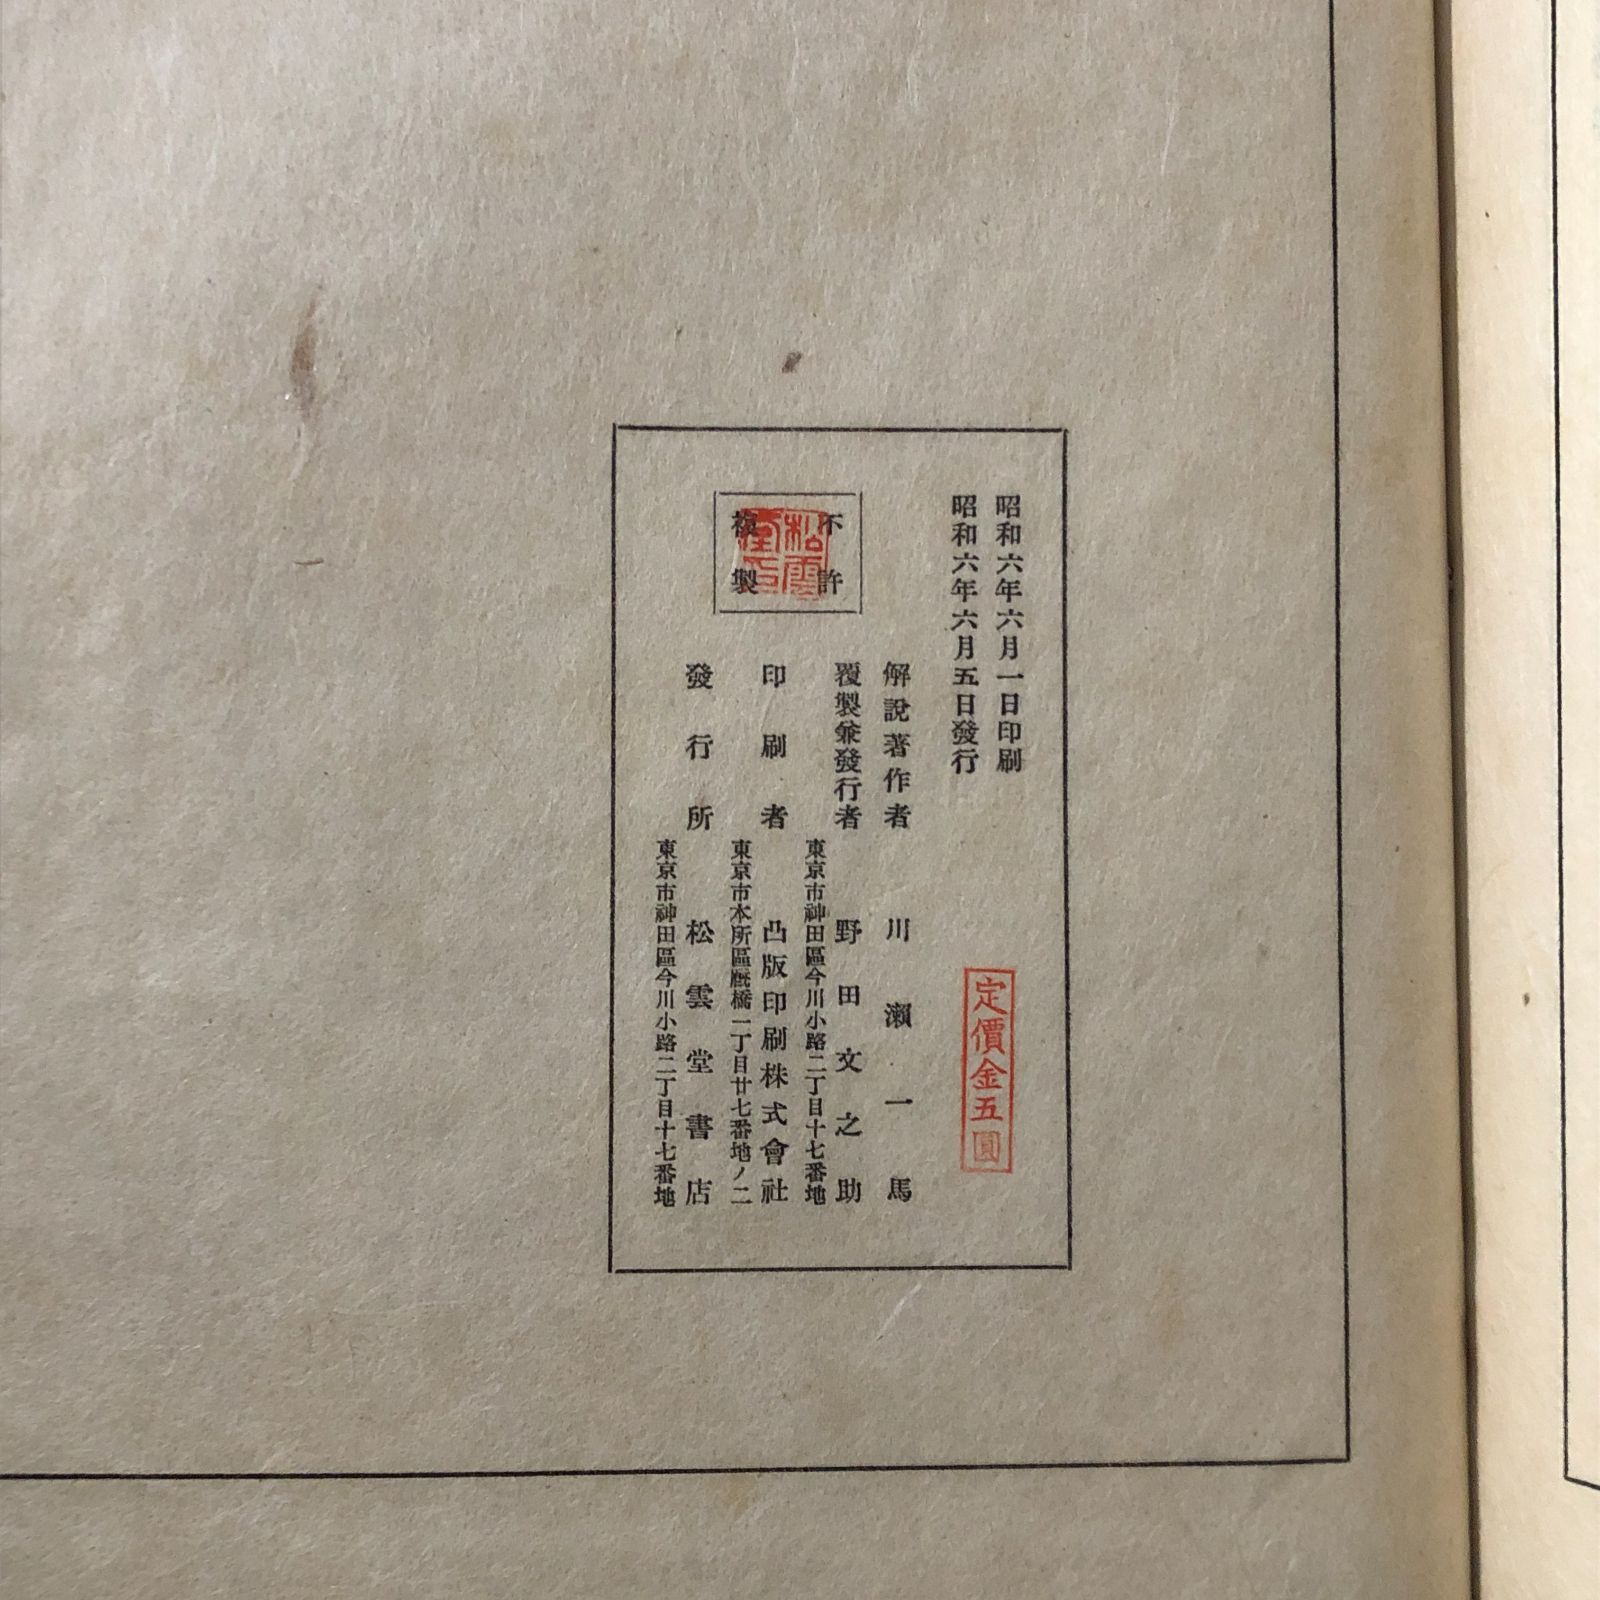 昭和六年六月一日印刷
昭和六年六月五日發行
定價金五圓
不許
複製
松雲
堂印
解說著作者 川瀨一馬
覆製兼發行者 野田文之助
東京市神田區今川小路二丁目十七番地
印刷者 凸版印刷株式會社
東京市本所區厩橋一丁目廿七番地ノ二
發行所 松雲堂書店
東京市神田區今川小路二丁目十七番地